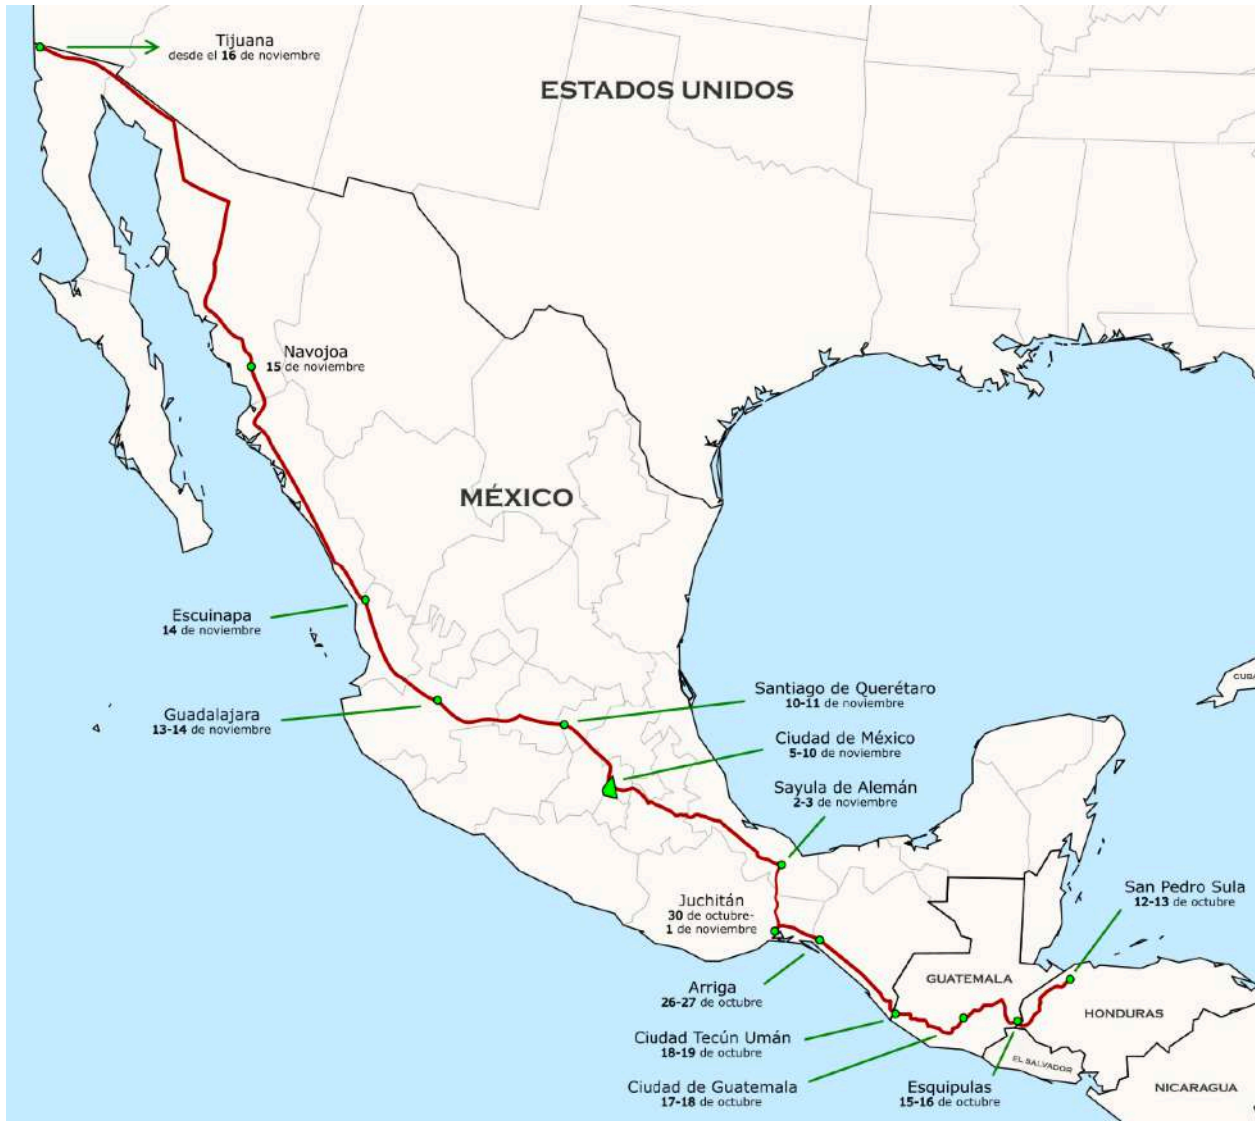 Tijuana
desde el 16 de noviembre
ESTADOS UNIDOS
Navojoa
15 de noviembre
MÉXICO
Escuinapa
14 de noviembre
Guadalajara
13-14 de noviembre
Santiago de Querétaro
10-11 de noviembre
Ciudad de México
5-10 de noviembre
Sayula de Alemán
2-3 de noviembre
CUBA
Juchitán
30 de octubre-
1 de noviembre
San Pedro Sula
12-13 de octubre
Arriga
26-27 de octubre
GUATEMALA
HONDURAS
Ciudad Tecún Umán
18-19 de octubre
EL SALVADOR
Ciudad de Guatemala
17-18 de octubre
Esquipulas
15-16 de octubre
NICARAGUA